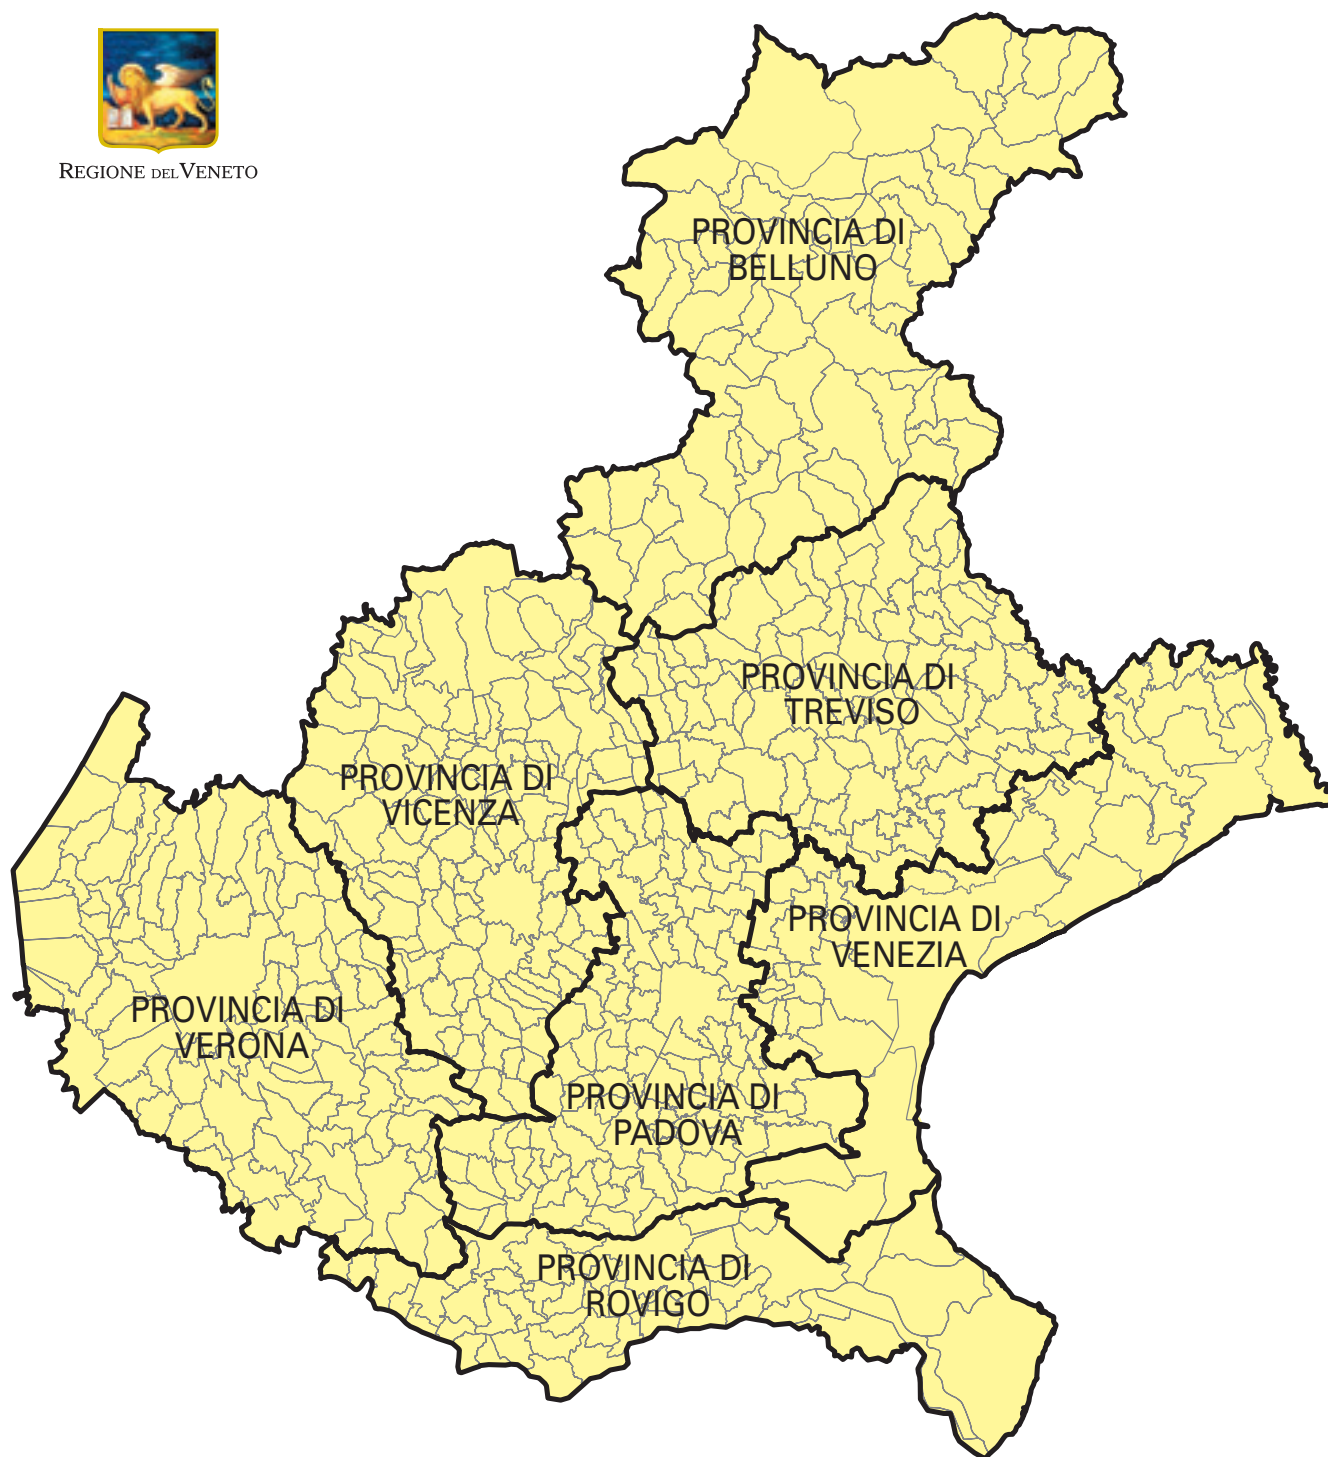 REGIONE DEL VENETO
PROVINCIA DI
BELLUNO
PROVINCIA DI
TREVISO
PROVINCIA DI
VICENZA
PROVINCIA DI
VENEZIA
PROVINCIA DI
VERONA
PROVINCIA DI
PADOVA
PROVINCIA DI
ROVIGO